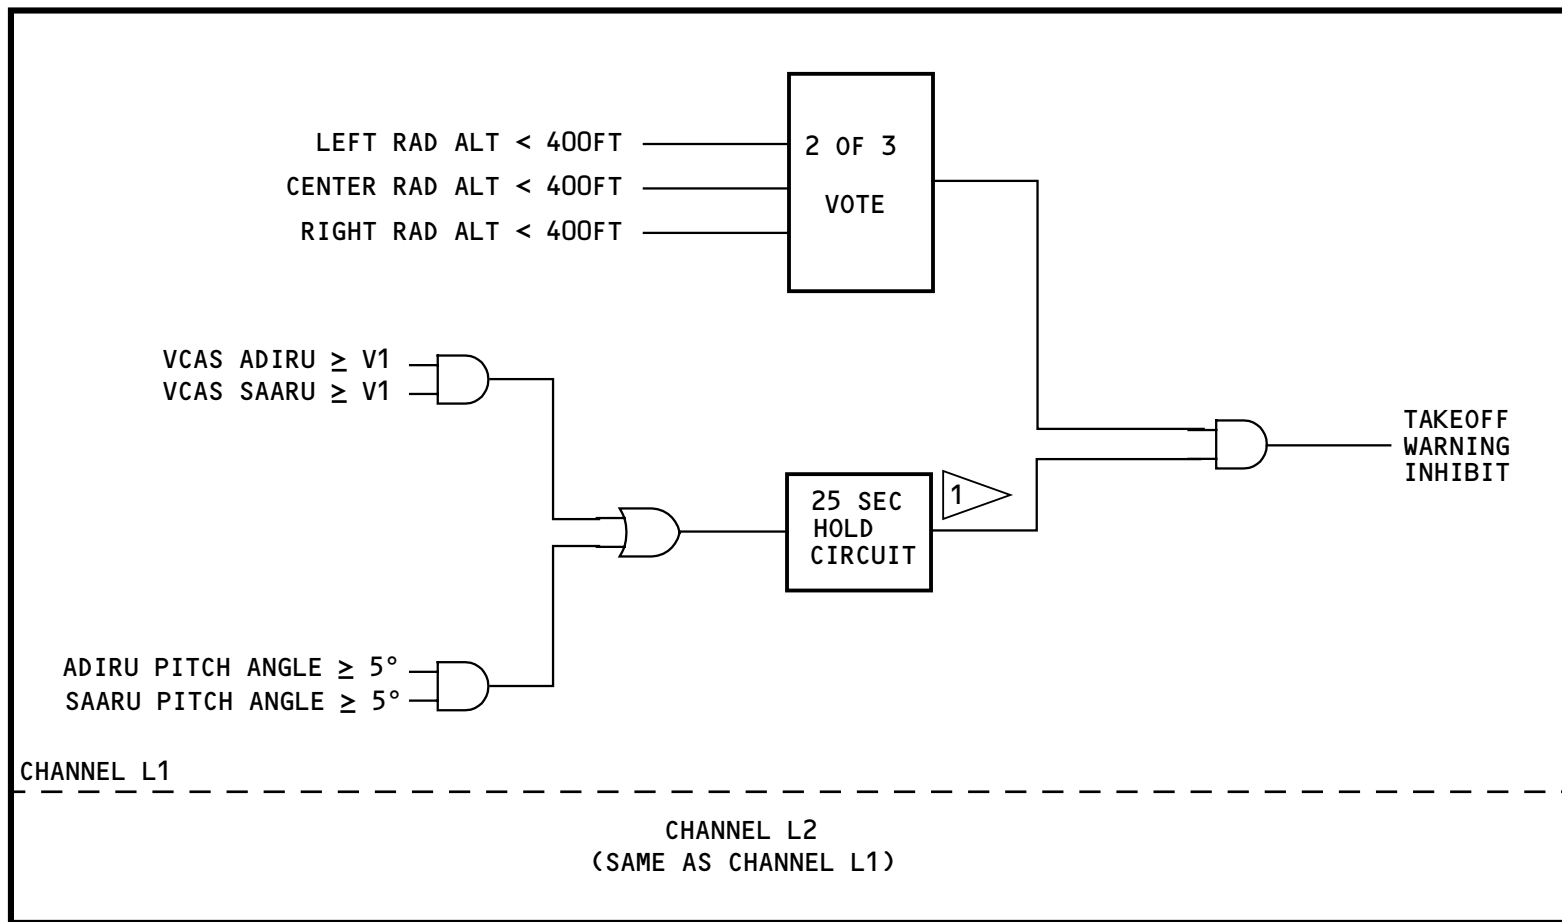 LEFT RAD ALT < 400FT
CENTER RAD ALT < 400FT
RIGHT RAD ALT < 400FT
2 OF 3
VOTE
VCAS ADIRU ≥ V1
VCAS SAARU ≥ V1
25 SEC
HOLD
CIRCUIT
1
TAKEOFF
WARNING
INHIBIT
ADIRU PITCH ANGLE ≥ 5°
SAARU PITCH ANGLE ≥ 5°
CHANNEL L1
CHANNEL L2
(SAME AS CHANNEL L1)